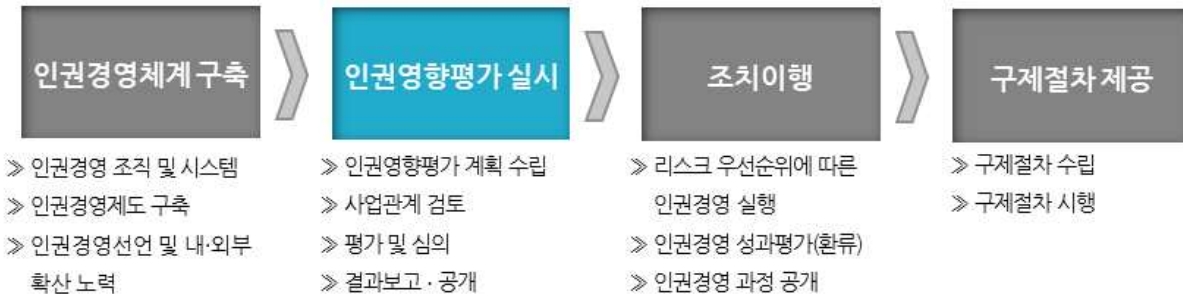 인권경영체계 구축
≫ 인권경영 조직 및 시스템
≫ 인권경영제도 구축
≫ 인권경영선언 및 내·외부
확산 노력
인권영향평가 실시
≫ 인권영향평가 계획 수립
≫ 사업관계 검토
≫ 평가 및 심의
≫ 결과보고 · 공개
조치이행
≫ 리스크 우선순위에 따른
인권경영 실행
≫ 인권경영 성과평가(환류)
≫ 인권경영 과정 공개
구제절차 제공
≫ 구제절차 수립
≫ 구제절차 시행